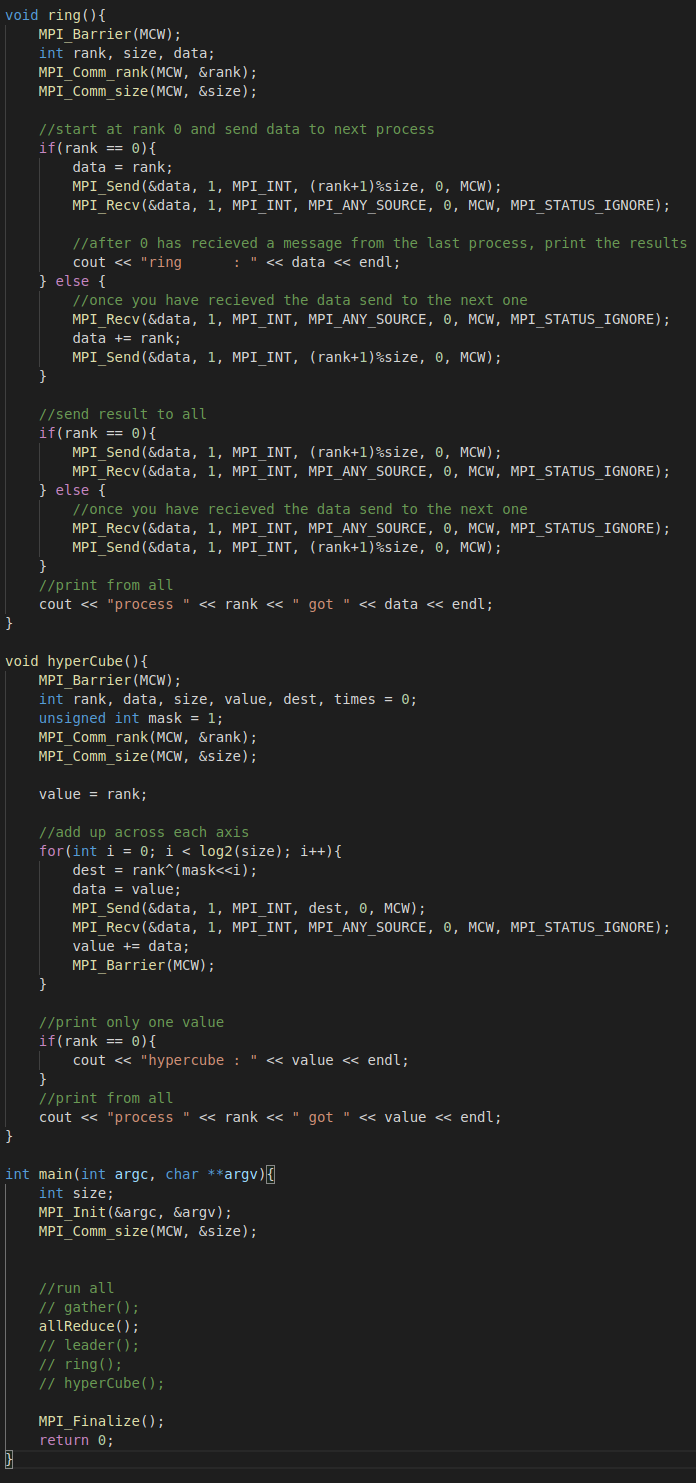 void ring(){
    MPI_Barrier(MCW);
    int rank, size, data;
    MPI_Comm_rank(MCW, &rank);
    MPI_Comm_size(MCW, &size);

    //start at rank 0 and send data to next process
    if(rank == 0){
        data = rank;
        MPI_Send(&data, 1, MPI_INT, (rank+1)%size, 0, MCW);
        MPI_Recv(&data, 1, MPI_INT, MPI_ANY_SOURCE, 0, MCW, MPI_STATUS_IGNORE);

        //after 0 has recieved a message from the last process, print the results
        cout << "ring      : " << data << endl;
    } else {
        //once you have recieved the data send to the next one
        MPI_Recv(&data, 1, MPI_INT, MPI_ANY_SOURCE, 0, MCW, MPI_STATUS_IGNORE);
        data += rank;
        MPI_Send(&data, 1, MPI_INT, (rank+1)%size, 0, MCW);
    }

    //send result to all
    if(rank == 0){
        MPI_Send(&data, 1, MPI_INT, (rank+1)%size, 0, MCW);
        MPI_Recv(&data, 1, MPI_INT, MPI_ANY_SOURCE, 0, MCW, MPI_STATUS_IGNORE);
    } else {
        //once you have recieved the data send to the next one
        MPI_Recv(&data, 1, MPI_INT, MPI_ANY_SOURCE, 0, MCW, MPI_STATUS_IGNORE);
        MPI_Send(&data, 1, MPI_INT, (rank+1)%size, 0, MCW);
    }
    //print from all
    cout << "process " << rank << " got " << data << endl;
}

void hyperCube(){
    MPI_Barrier(MCW);
    int rank, data, size, value, dest, times = 0;
    unsigned int mask = 1;
    MPI_Comm_rank(MCW, &rank);
    MPI_Comm_size(MCW, &size);

    value = rank;

    //add up across each axis
    for(int i = 0; i < log2(size); i++){
        dest = rank^(mask<<i);
        data = value;
        MPI_Send(&data, 1, MPI_INT, dest, 0, MCW);
        MPI_Recv(&data, 1, MPI_INT, MPI_ANY_SOURCE, 0, MCW, MPI_STATUS_IGNORE);
        value += data;
        MPI_Barrier(MCW);
    }

    //print only one value
    if(rank == 0){
        cout << "hypercube : " << value << endl;
    }
    //print from all
    cout << "process " << rank << " got " << value << endl;
}

int main(int argc, char **argv){
    int size;
    MPI_Init(&argc, &argv);
    MPI_Comm_size(MCW, &size);


    //run all
    // gather();
    allReduce();
    // leader();
    // ring();
    // hyperCube();

    MPI_Finalize();
    return 0;
}